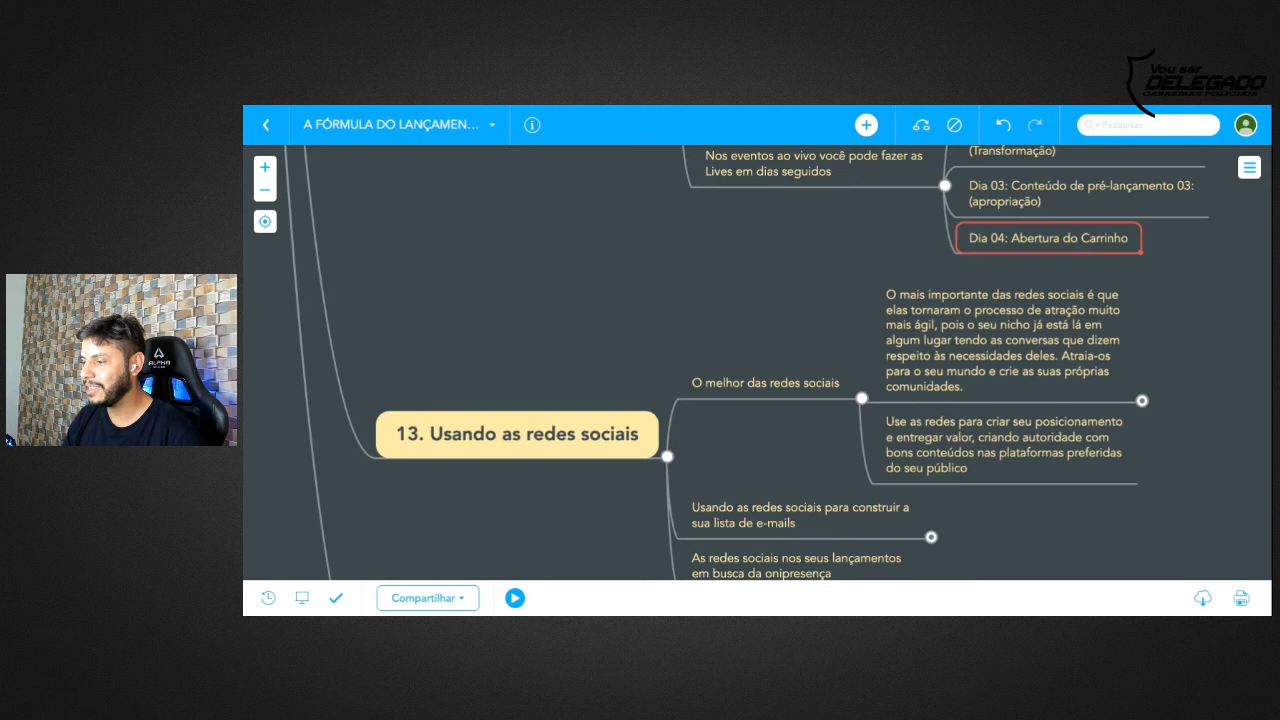 Vou ser
DELEGADO
CARREIRAS POLICIAIS
A FÓRMULA DO LANÇAMEN...
Pesquisar
Nos eventos ao vivo você pode fazer as
Lives em dias seguidos
(Transformação)
Dia 03: Conteúdo de pré-lançamento 03:
(apropriação)
Dia 04: Abertura do Carrinho
O mais importante das redes sociais é que
elas tornaram o processo de atração muito
mais ágil, pois o seu nicho já está lá em
algum lugar tendo as conversas que dizem
respeito às necessidades deles. Atraia-os
para o seu mundo e crie as suas próprias
comunidades.
O melhor das redes sociais
Use as redes para criar seu posicionamento
e entregar valor, criando autoridade com
bons conteúdos nas plataformas preferidas
do seu público
13. Usando as redes sociais
Usando as redes sociais para construir a
sua lista de e-mails
As redes sociais nos seus lançamentos
em busca da onipresença
ALPHA
Compartilhar